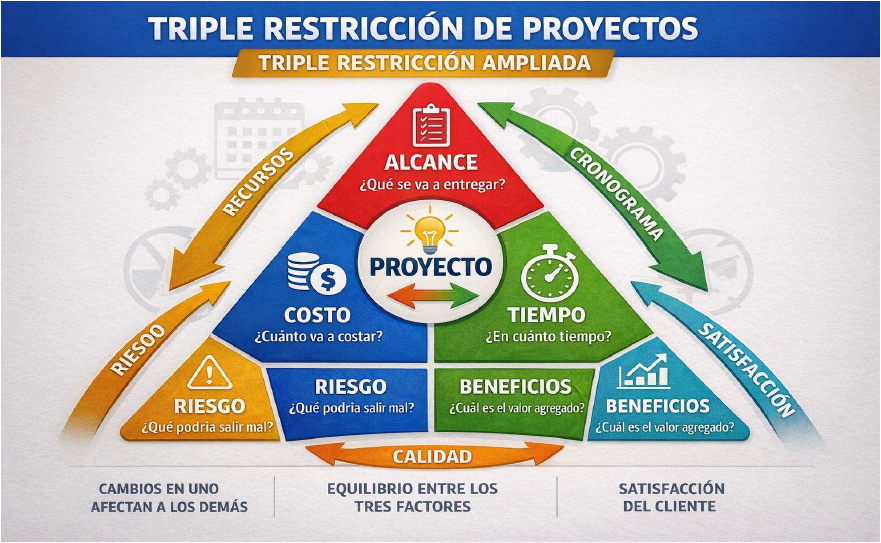 TRIPLE RESTRICCIÓN DE PROYECTOS
TRIPLE RESTRICCIÓN AMPLIADA
RECURSOS
CRONOGRAMA
ALCANCE
¿Qué se va a entregar?
PROYECTO
COSTO
¿Cuánto va a costar?
TIEMPO
¿En cuánto tiempo?
RIESOO
SATISFACCIÓN
RIESGO
¿Qué podria salir mal?
RIESGO
¿Qué podria salir mal?
BENEFICIOS
¿Cuál es el valor agregado?
BENEFICIOS
¿Cuál es el valor agregado?
CALIDAD
CAMBIOS EN UNO
AFECTAN A LOS DEMÁS
EQUILIBRIO ENTRE LOS
TRES FACTORES
SATISFACCIÓN
DEL CLIENTE